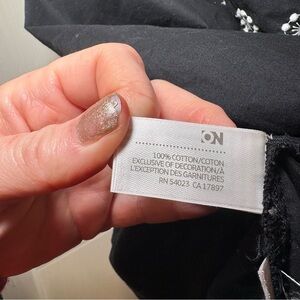 ON
100% COTTON/COTON
EXCLUSIVE OF DECORATION/À
L'EXCEPTION DES GARNITURES
RN 54023 CA 17897